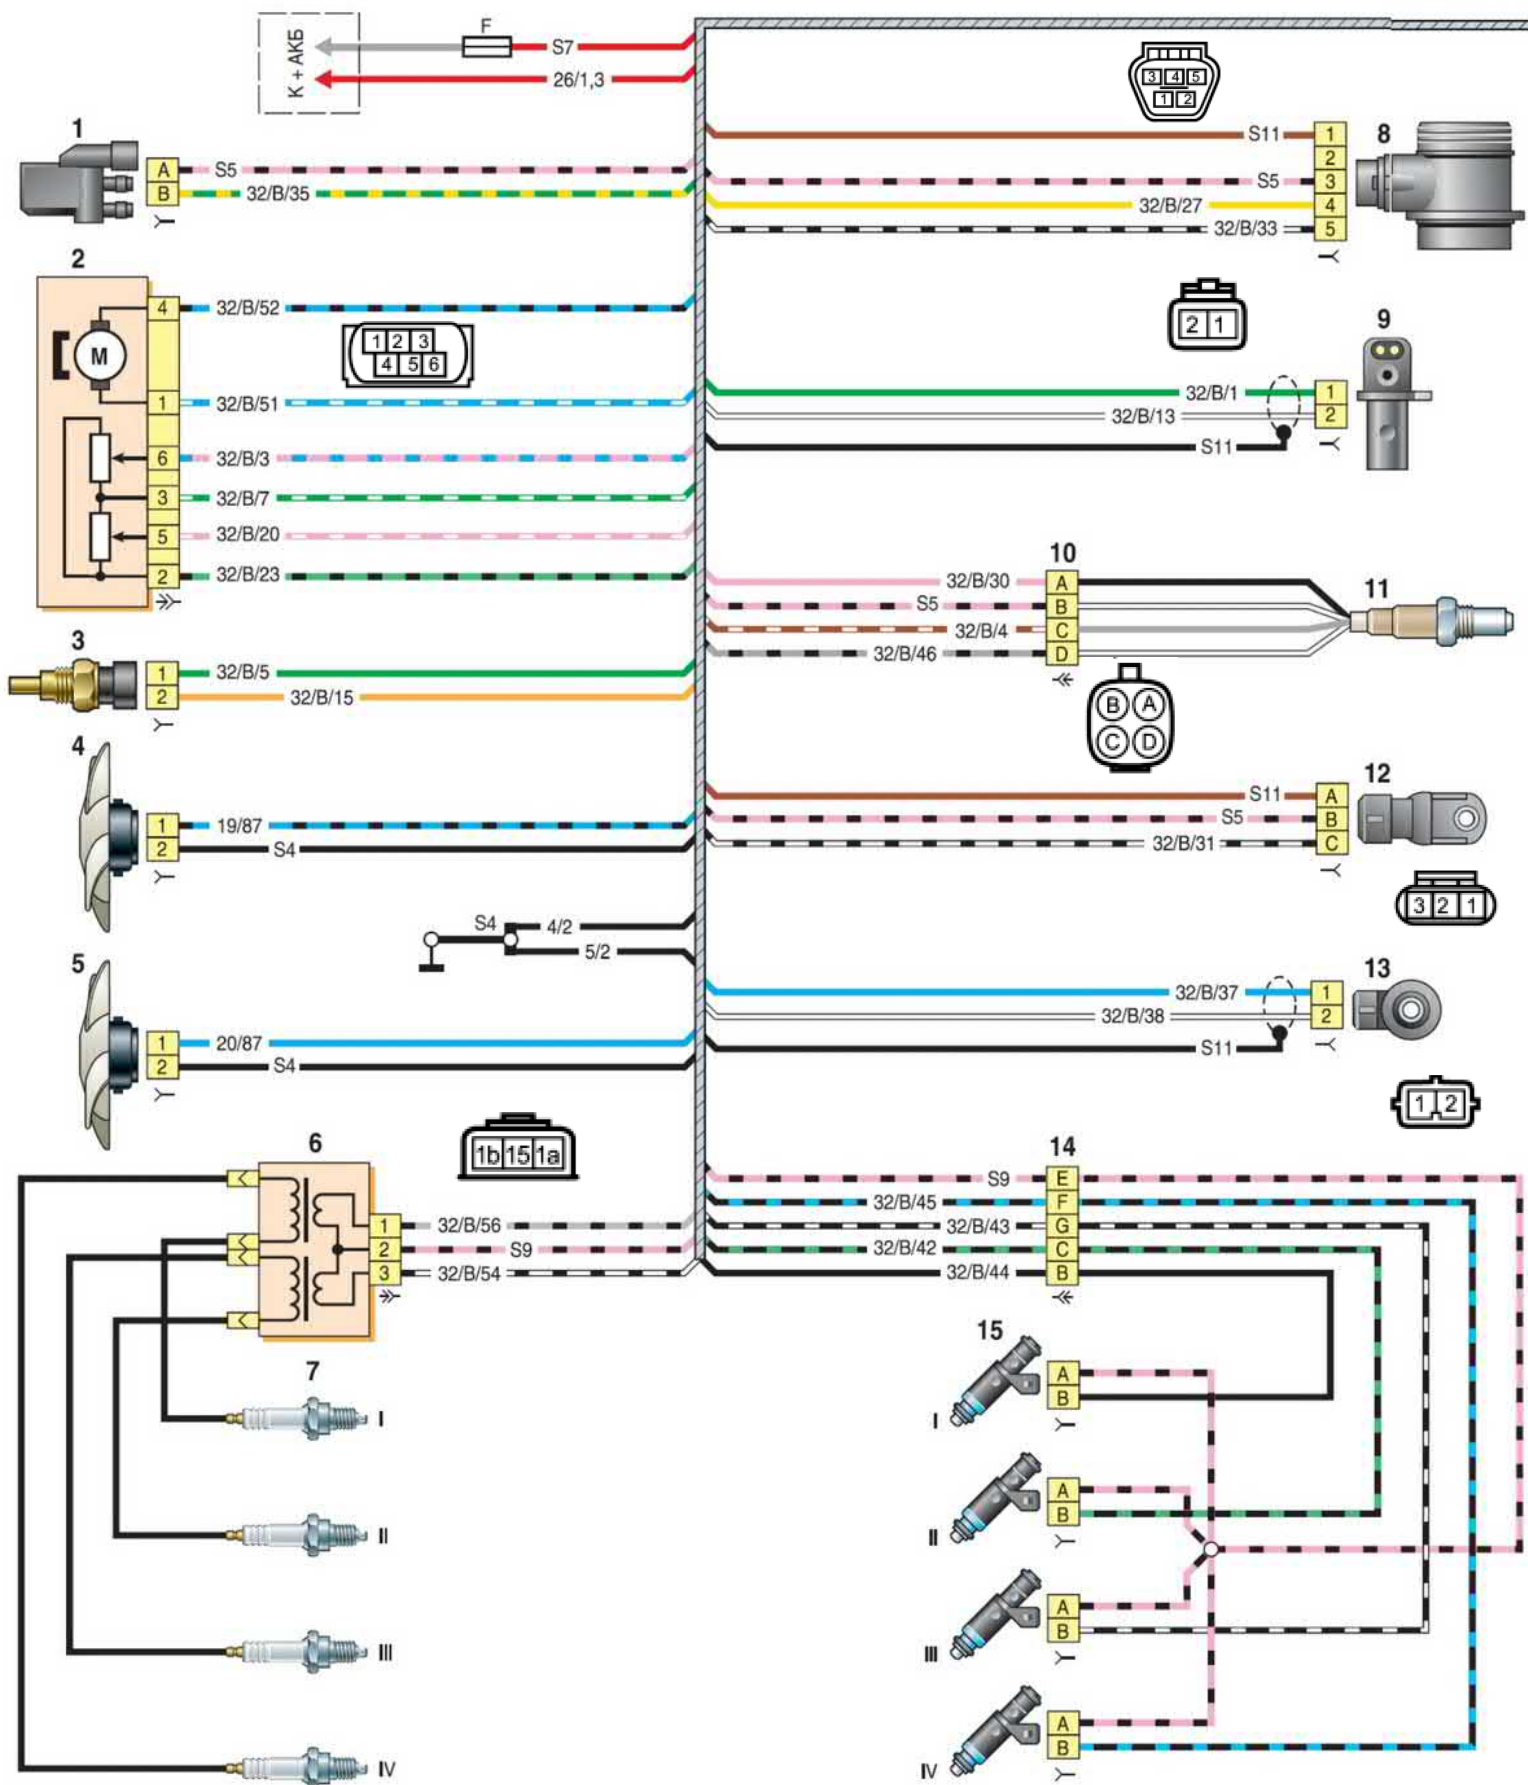 К + АКБ
F
S7
26/1,3
1
A S5
B 32/B/35
2
M
4 32/B/52
1 2 3
4 5 6
1 32/B/51
6 32/B/3
3 32/B/7
5 32/B/20
2 32/B/23
3
1 32/B/5
2 32/B/15
4
1 19/87
2 S4
S4 4/2
5/2
5
1 20/87
2 S4
6
1b 15 1a
1 32/B/56
2 S9
3 32/B/54
7
I
II
III
IV
3 4 5
1 2
8
S11 1
2
S5 3
32/B/27 4
32/B/33 5
2 1
9
32/B/1 1
32/B/13 2
S11
10
11
32/B/30 A
S5 B
32/B/4 C
32/B/46 D
B A
C D
12
S11 A
S5 B
32/B/31 C
3 2 1
13
32/B/37 1
32/B/38 2
S11
1 2
14
S9 E
32/B/45 F
32/B/43 G
32/B/42 C
32/B/44 B
15
A
B
I
A
B
II
A
B
III
A
B
IV